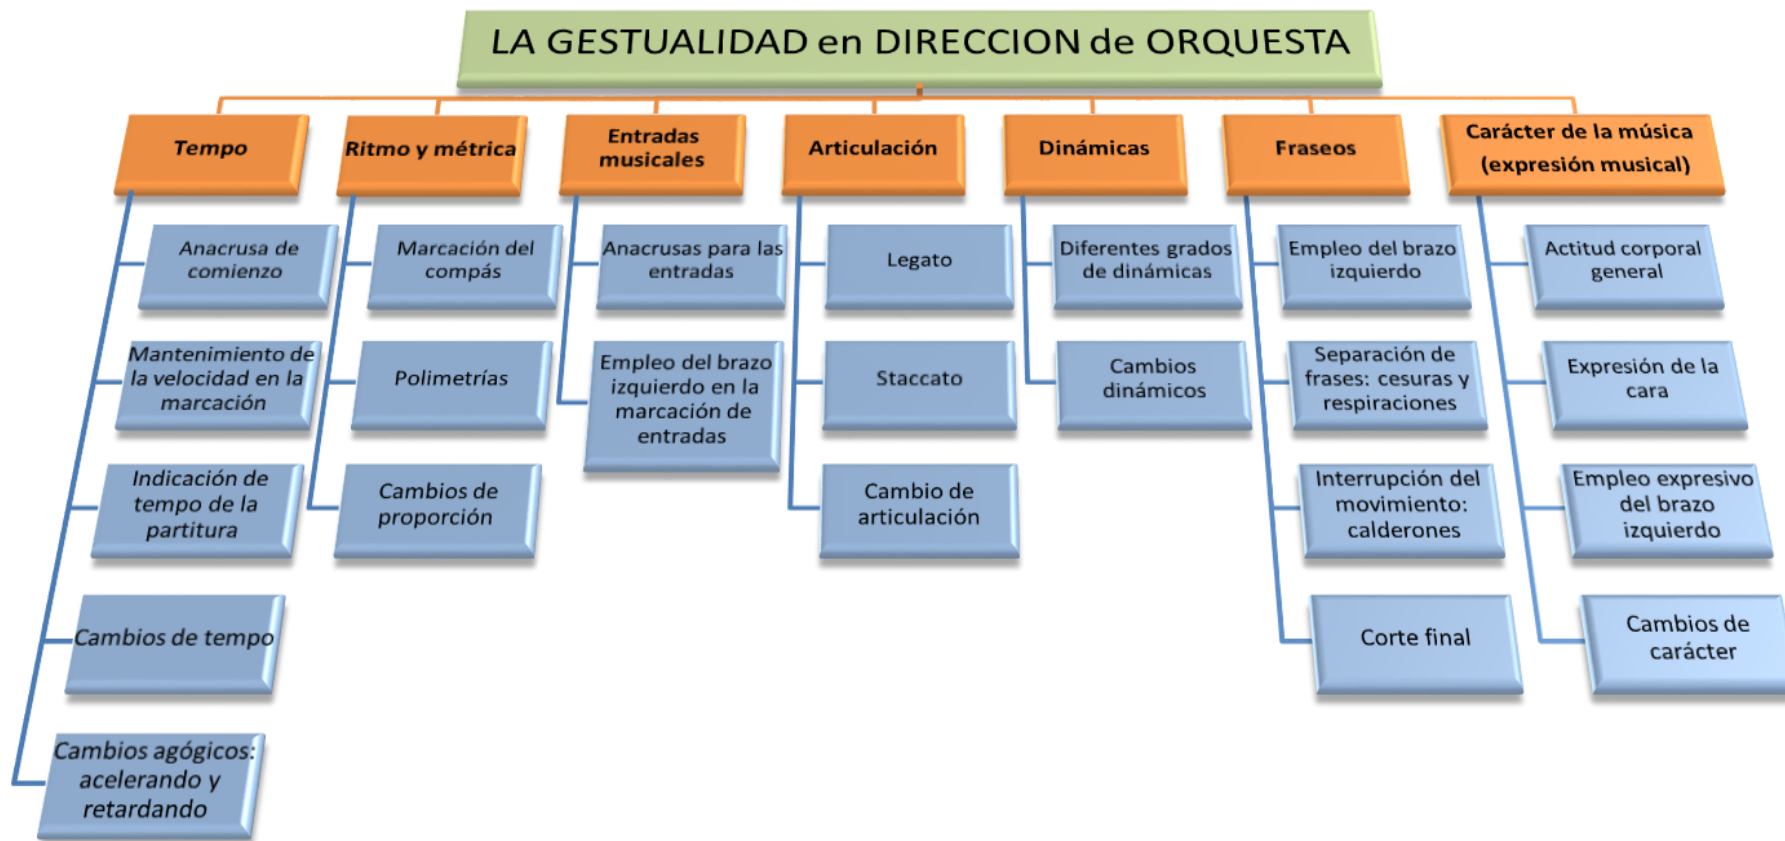 LA GESTUALIDAD en DIRECCION de ORQUESTA
Tempo
Anacrusa de
comienzo
Mantenimiento de
la velocidad en la
marcación
Indicación de
tempo de la
partitura
Cambios de tempo
Cambios agógicos:
acelerando y
retardando
Ritmo y métrica
Marcación del
compás
Polimetrías
Cambios de
proporción
Entradas
musicales
Anacrusas para las
entradas
Empleo del brazo
izquierdo en la
marcación de
entradas
Articulación
Legato
Staccato
Cambio de
articulación
Dinámicas
Diferentes grados
de dinámicas
Cambios
dinámicos
Fraseos
Empleo del brazo
izquierdo
Separación de
frases: cesuras y
respiraciones
Interrupción del
movimiento:
calderones
Corte final
Carácter de la música
(expresión musical)
Actitud corporal
general
Expresión de la
cara
Empleo expresivo
del brazo
izquierdo
Cambios de
carácter